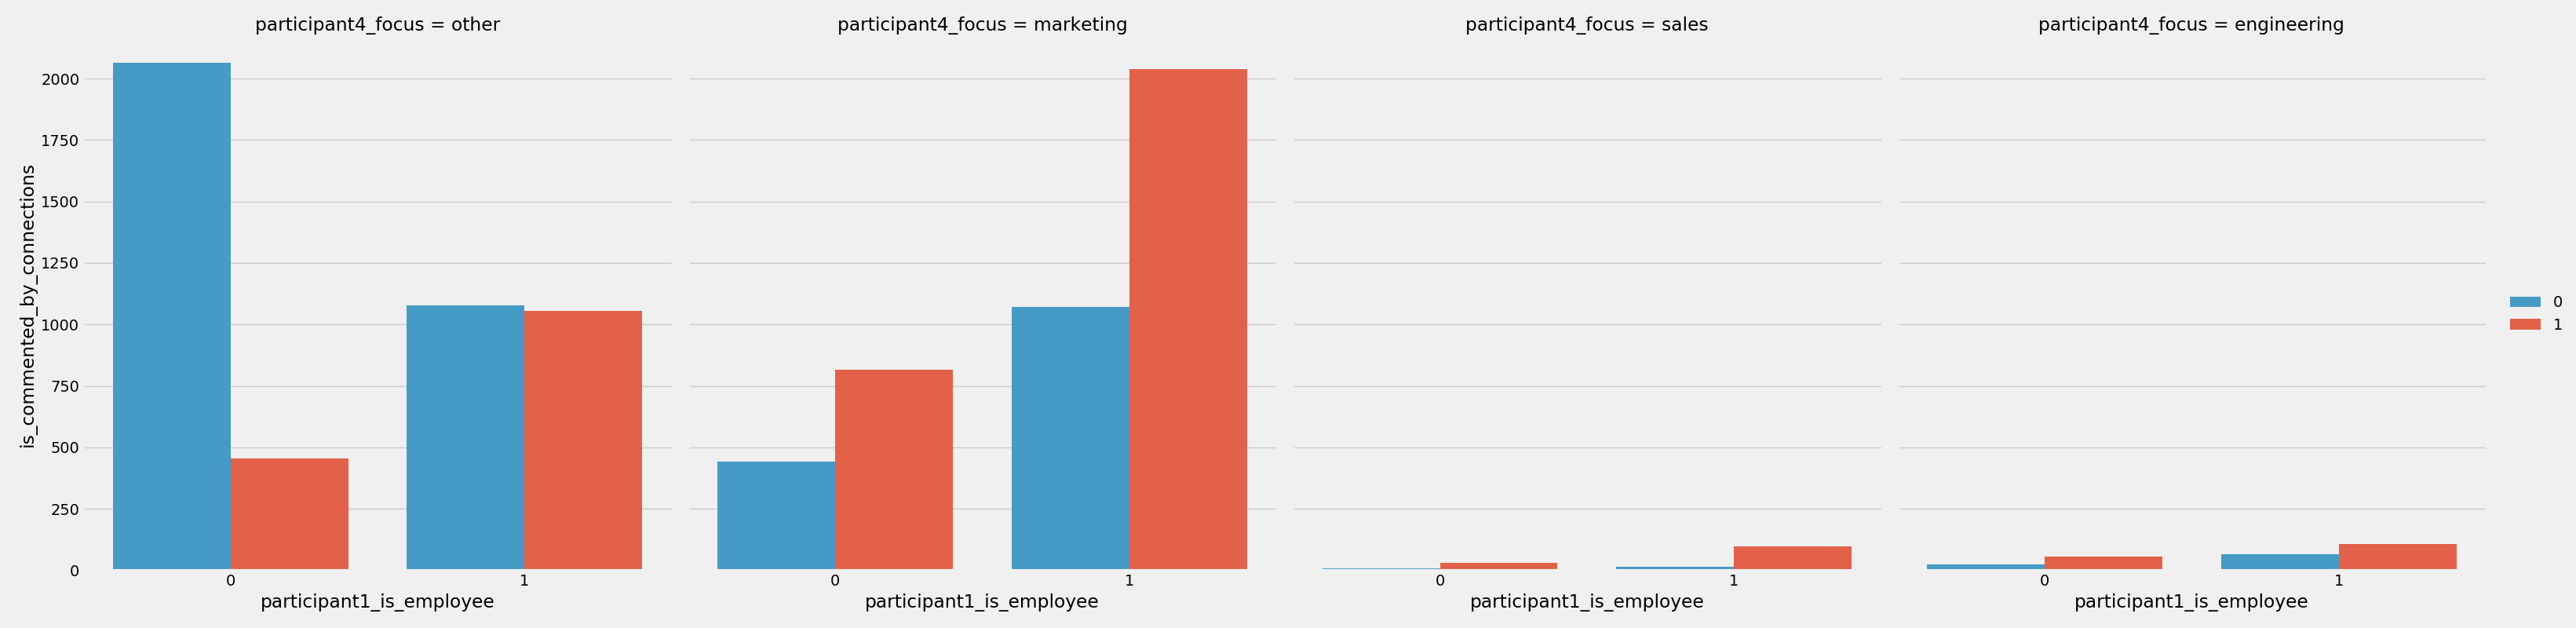 participant4_focus = other
participant4_focus = marketing
participant4_focus = sales
participant4_focus = engineering
is_commented_by_connections
2000
1750
1500
1250
1000
750
500
250
0
0 1
0 1
0 1
0 1
participant1_is_employee
participant1_is_employee
participant1_is_employee
participant1_is_employee
0
1